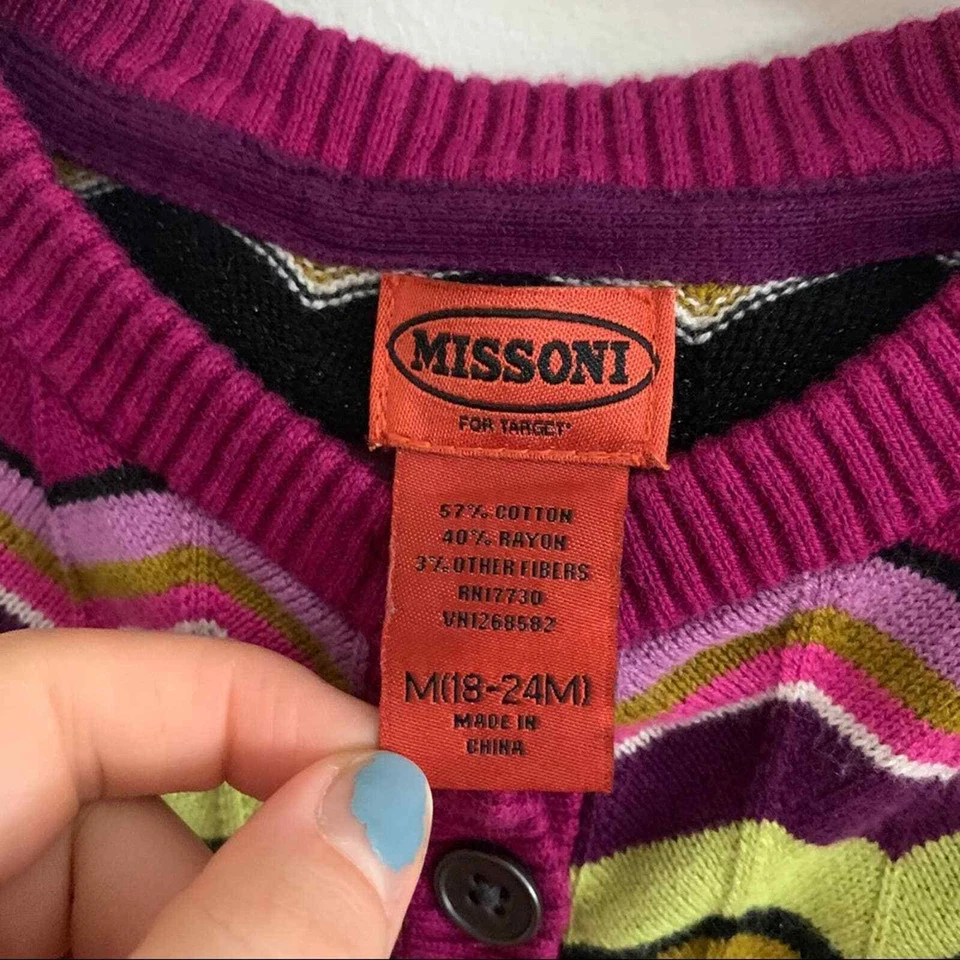 MISSONI
FOR TARGET®
57% COTTON
40% RAYON
3% OTHER FIBERS
RN17730
VN1268582
M(18-24M)
MADE IN
CHINA